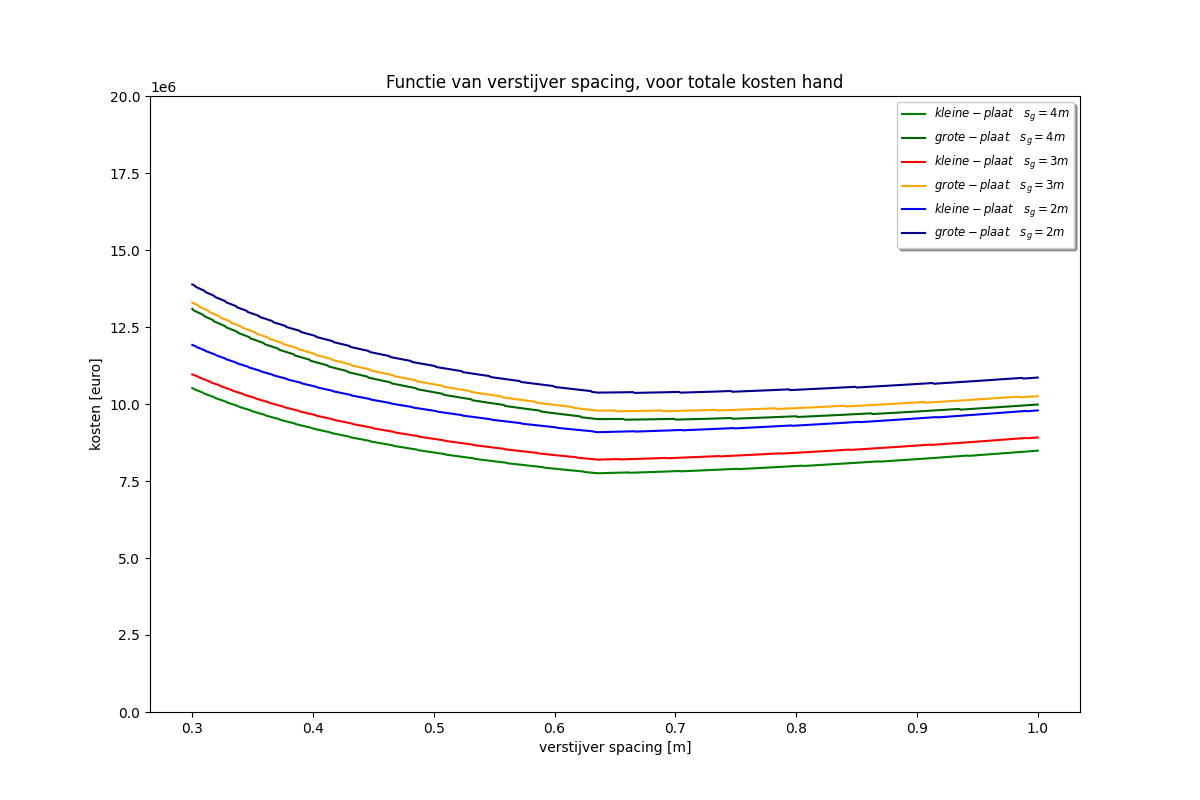 Functie van verstijver spacing, voor totale kosten hand
1e6
20.0
17.5
15.0
12.5
10.0
7.5
5.0
2.5
0.0
kosten [euro]
0.3 0.4 0.5 0.6 0.7 0.8 0.9 1.0
verstijver spacing [m]
kleine − plaat s_g = 4m
grote − plaat s_g = 4m
kleine − plaat s_g = 3m
grote − plaat s_g = 3m
kleine − plaat s_g = 2m
grote − plaat s_g = 2m